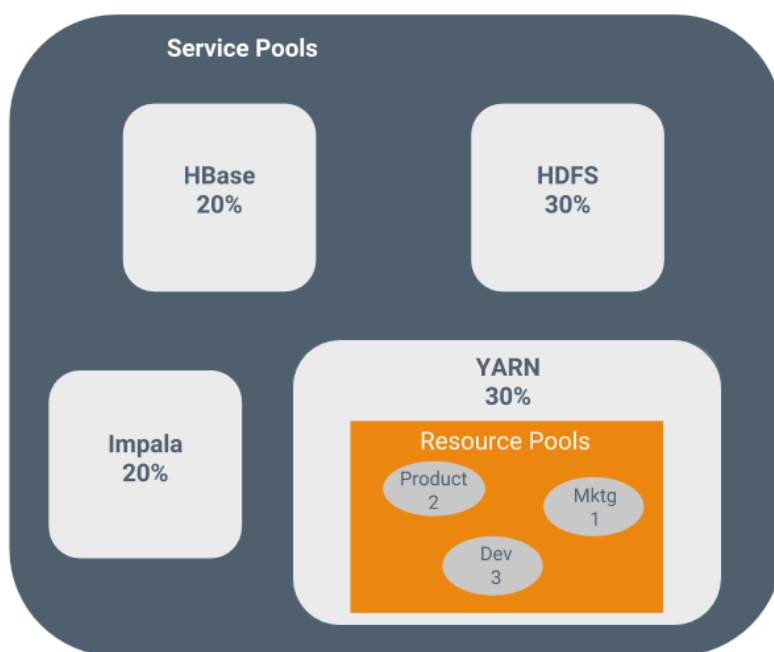 Service Pools
HBase
20%
HDFS
30%
Impala
20%
YARN
30%
Resource Pools
Product
2
Mktg
1
Dev
3